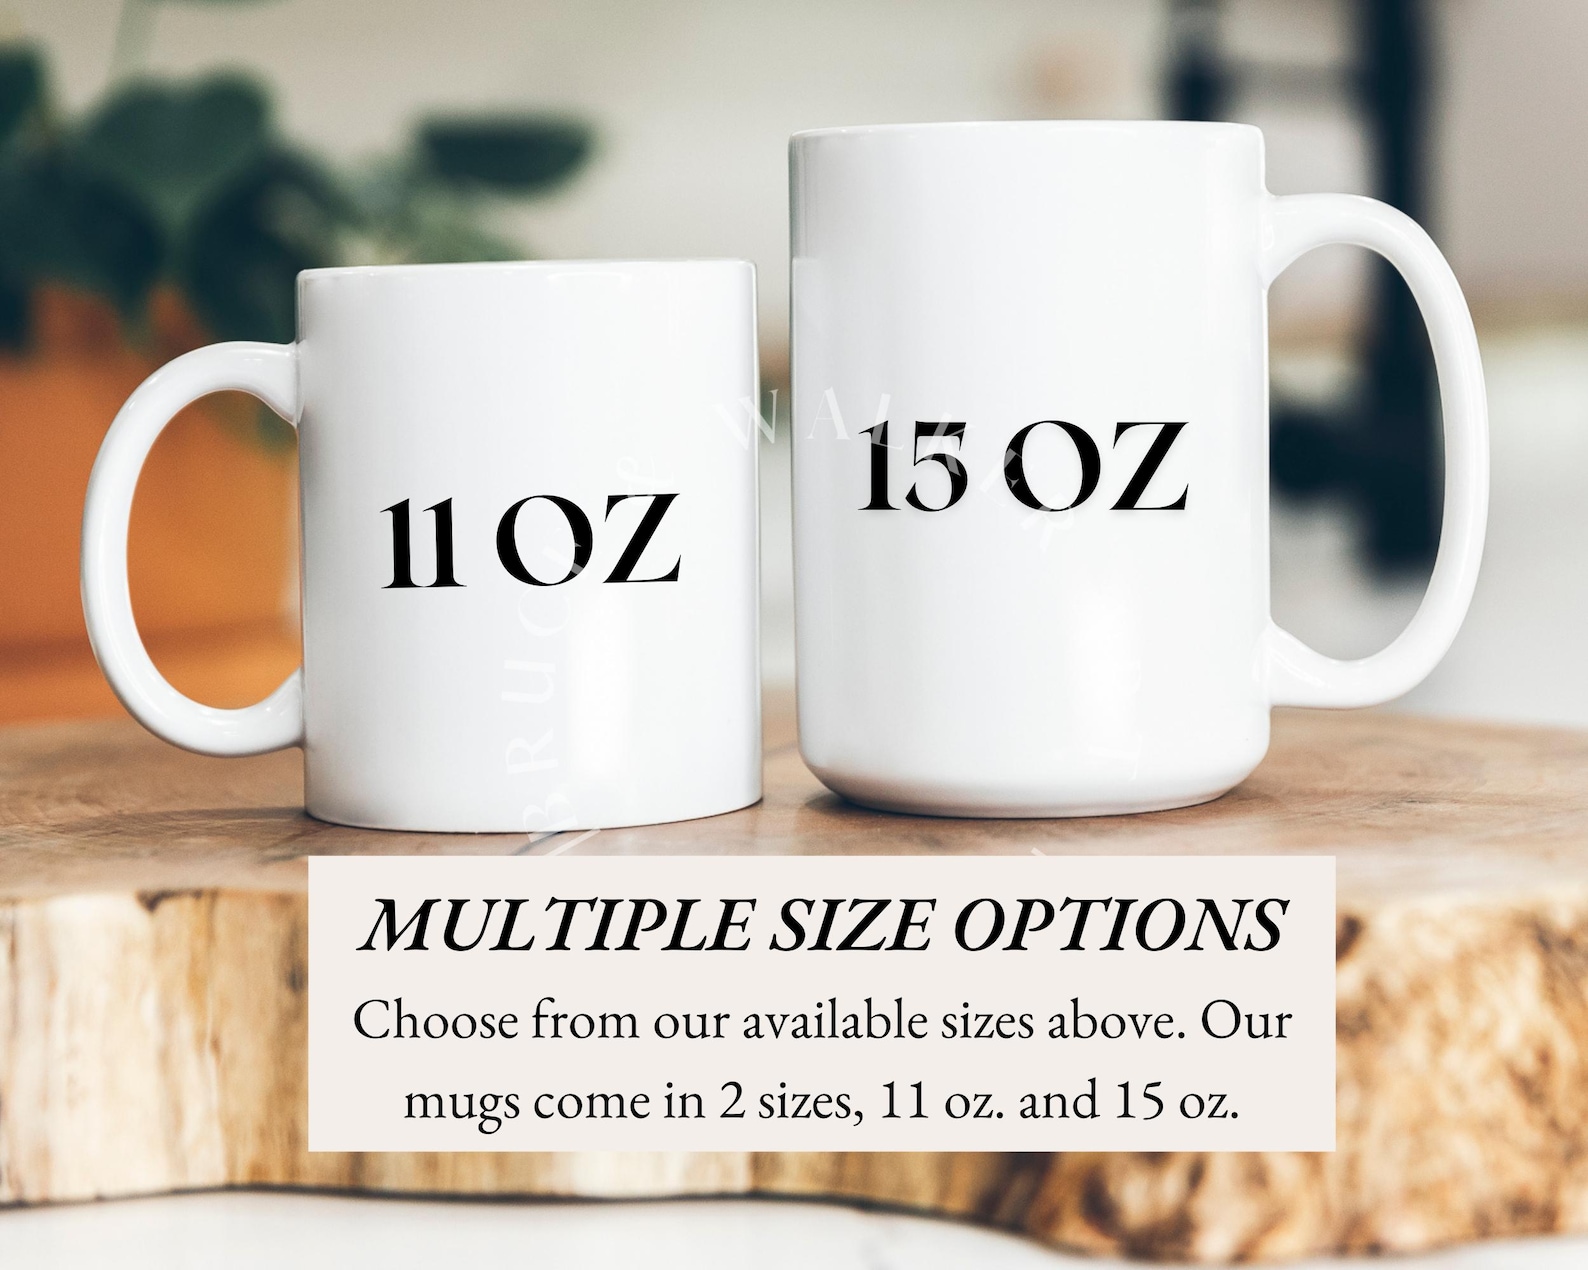 11 OZ
15 OZ
MULTIPLE SIZE OPTIONS
Choose from our available sizes above. Our
mugs come in 2 sizes, 11 oz. and 15 oz.